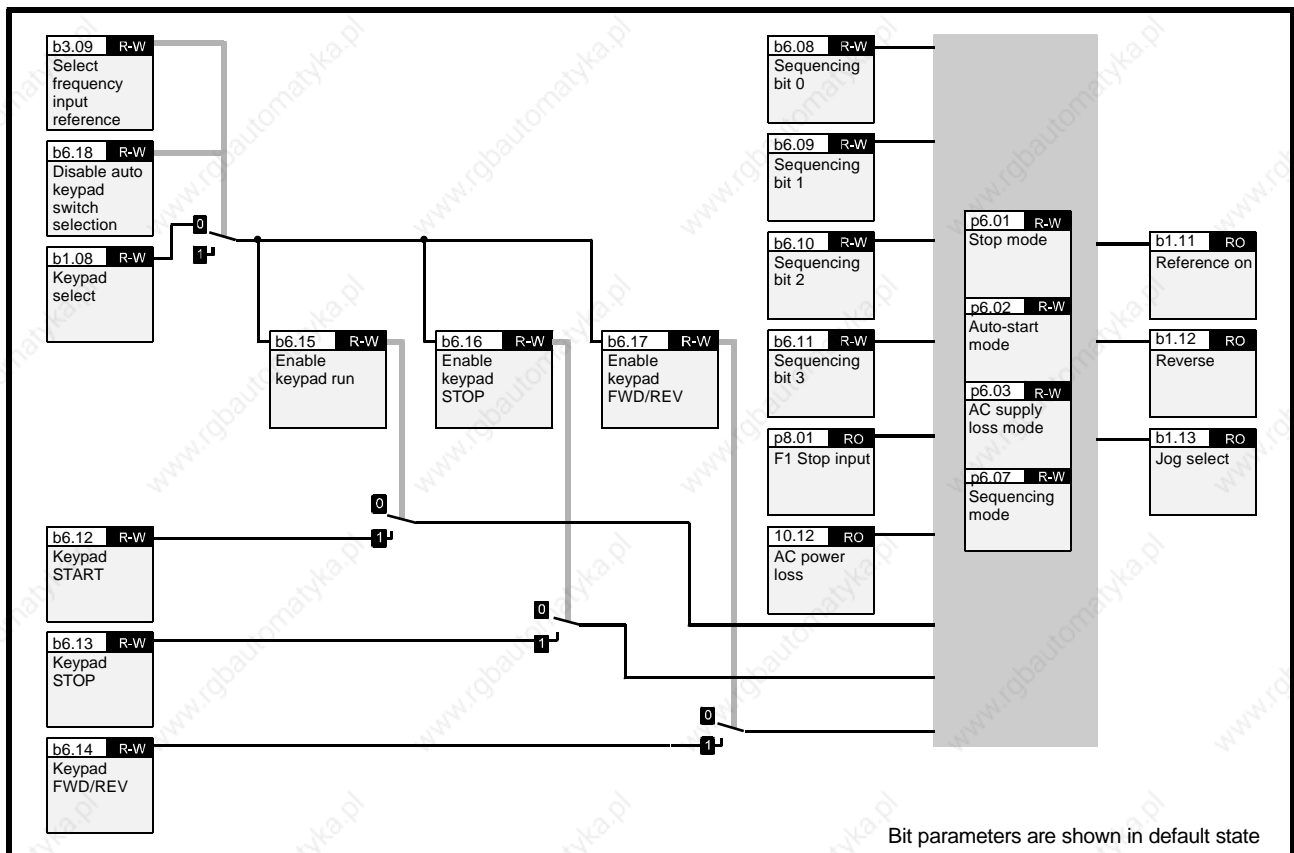 b3.09 R-W
Select
frequency
input
reference
b6.18 R-W
Disable auto
keypad
switch
selection
b1.08 R-W
Keypad
select
0
1
b6.15 R-W
Enable
keypad run
b6.16 R-W
Enable
keypad
STOP
b6.17 R-W
Enable
keypad
FWD/REV
b6.12 R-W
Keypad
START
0
1
b6.13 R-W
Keypad
STOP
0
1
b6.14 R-W
Keypad
FWD/REV
0
1
b6.08 R-W
Sequencing
bit 0
b6.09 R-W
Sequencing
bit 1
b6.10 R-W
Sequencing
bit 2
b6.11 R-W
Sequencing
bit 3
p8.01 RO
F1 Stop input
10.12 RO
AC power
loss
p6.01 R-W
Stop mode
p6.02 R-W
Auto-start
mode
p6.03 R-W
AC supply
loss mode
p6.07 R-W
Sequencing
mode
b1.11 RO
Reference on
b1.12 RO
Reverse
b1.13 RO
Jog select
Bit parameters are shown in default state
www.rgbautomatyka.pl